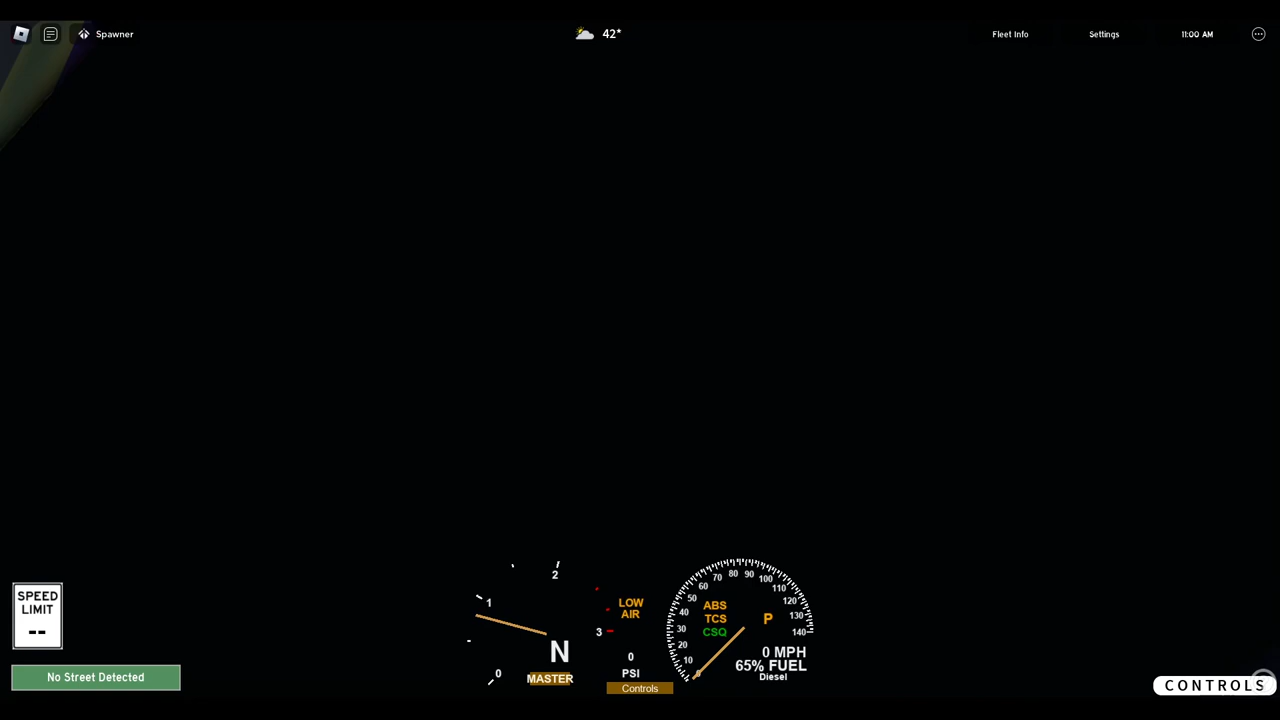 Spawner
42*
Fleet Info
Settings
11:00 AM
SPEED
LIMIT
--
No Street Detected
0
1
2
3
N
MASTER
LOW
AIR
0
PSI
Controls
0
10
20
30
40
50
60
70
80
90
100
110
120
130
140
ABS
TCS
CSQ
P
0 MPH
65% FUEL
Diesel
CONTROLS